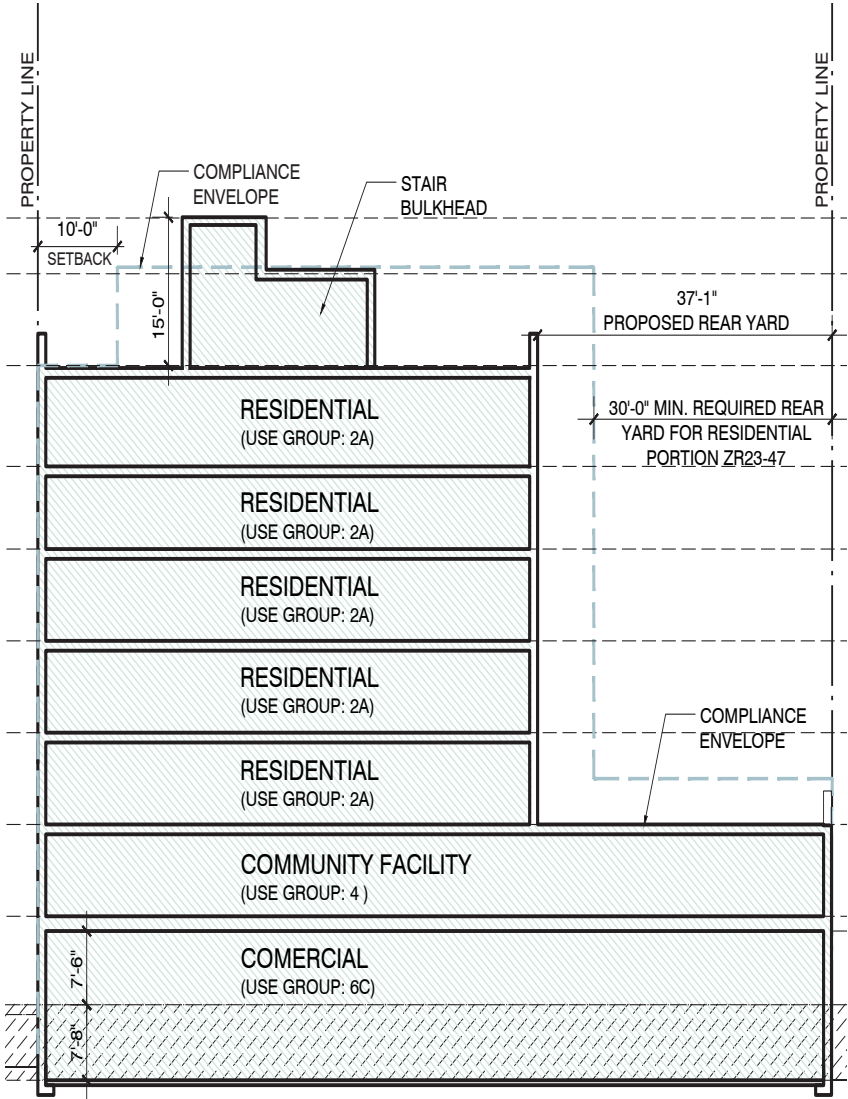 PROPERTY LINE
PROPERTY LINE
COMPLIANCE
ENVELOPE
STAIR
BULKHEAD
10'-0"
SETBACK
15'-0"
37'-1"
PROPOSED REAR YARD
30'-0" MIN. REQUIRED REAR
YARD FOR RESIDENTIAL
PORTION ZR23-47
RESIDENTIAL
(USE GROUP: 2A)
RESIDENTIAL
(USE GROUP: 2A)
RESIDENTIAL
(USE GROUP: 2A)
RESIDENTIAL
(USE GROUP: 2A)
RESIDENTIAL
(USE GROUP: 2A)
COMPLIANCE
ENVELOPE
COMMUNITY FACILITY
(USE GROUP: 4 )
COMERCIAL
(USE GROUP: 6C)
7'-6"
7'-8"